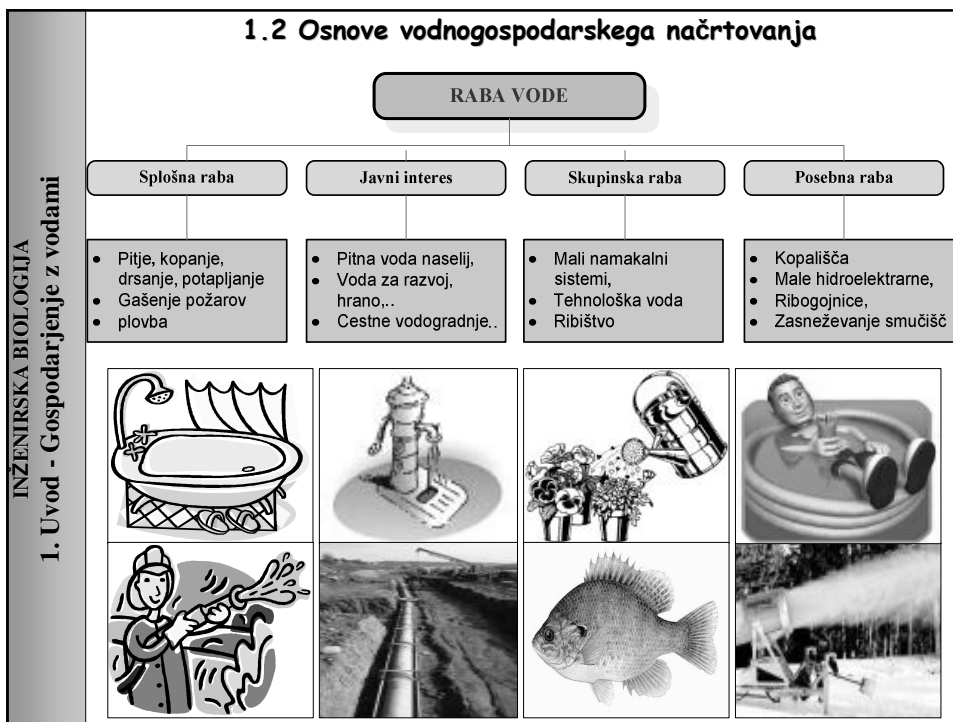 1.2 Osnove vodnogospodarskega načrtovanja
INŽENIRSKA BIOLOGIJA
1. Uvod - Gospodarjenje z vodami
RABA VODE
Splošna raba
Javni interes
Skupinska raba
Posebna raba
• Pitje, kopanje,
drsanje, potapljanje
• Gašenje požarov
• plovba
• Pitna voda naselij,
• Voda za razvoj,
hrano,..
• Cestne vodogradnje..
• Mali namakalni
sistemi,
• Tehnološka voda
• Ribištvo
• Kopališča
• Male hidroelektrarne,
• Ribogojnice,
• Zasneževanje smučišč